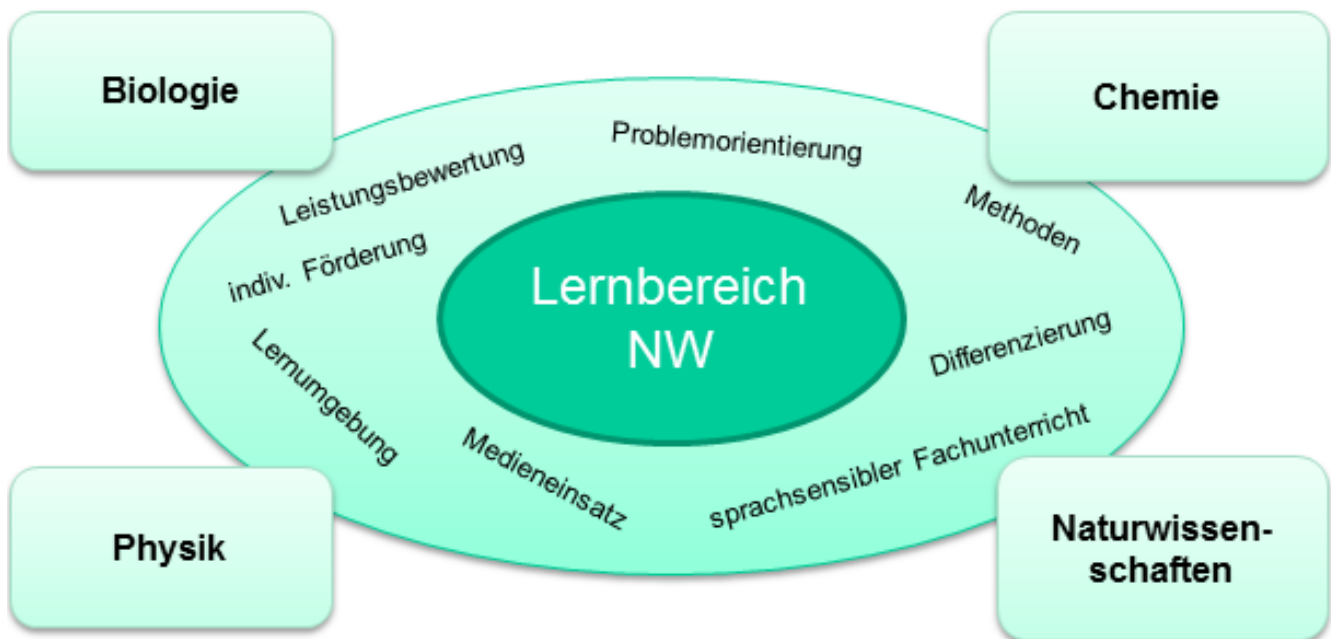 Biologie
Chemie
Problemorientierung
Leistungsbewertung
Methoden
indiv. Förderung
Lernbereich
NW
Lernumgebung
Differenzierung
Medieneinsatz
sprachsensibler Fachunterricht
Physik
Naturwissen-
schaften